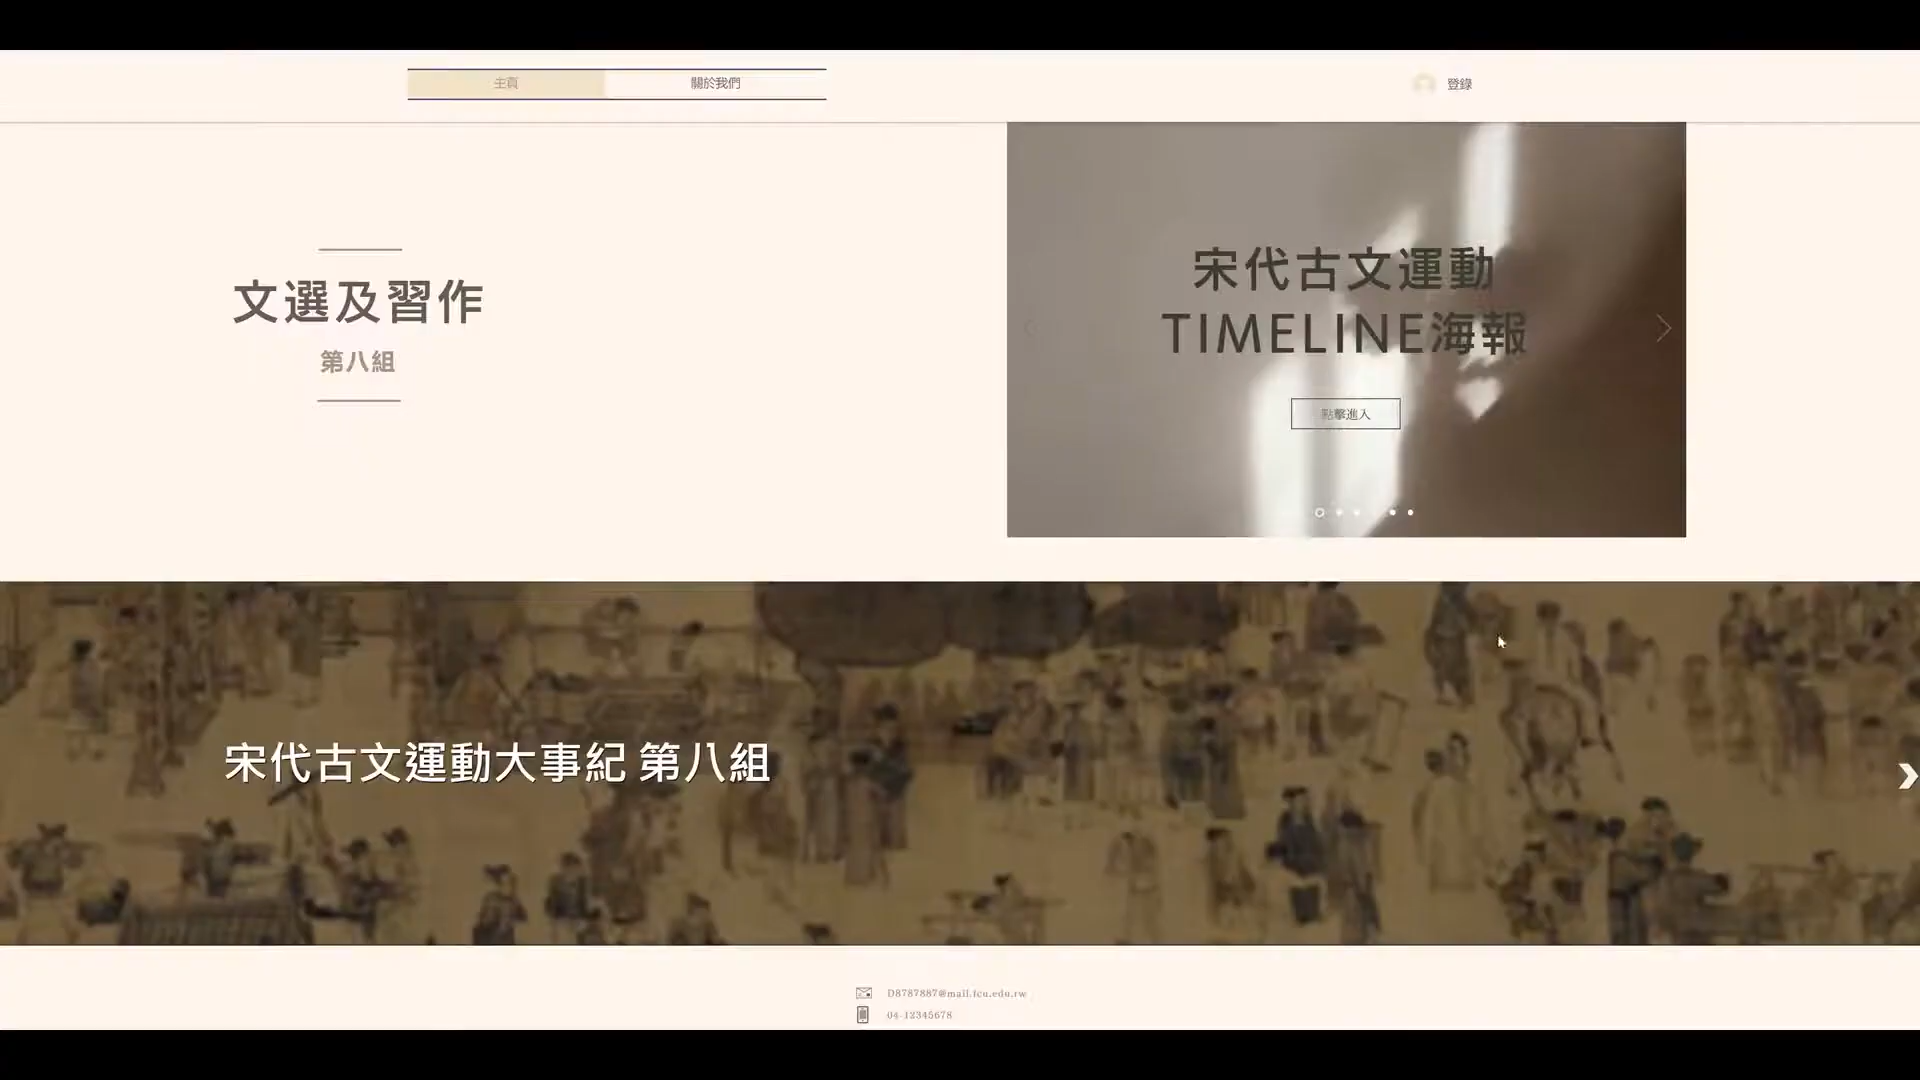 主頁
關於我們
登錄
文選及習作
第八組
宋代古文運動
TIMELINE海報
點擊進入
宋代古文運動大事紀 第八組
D8787887@mail.fcu.edu.tw
04-12345678